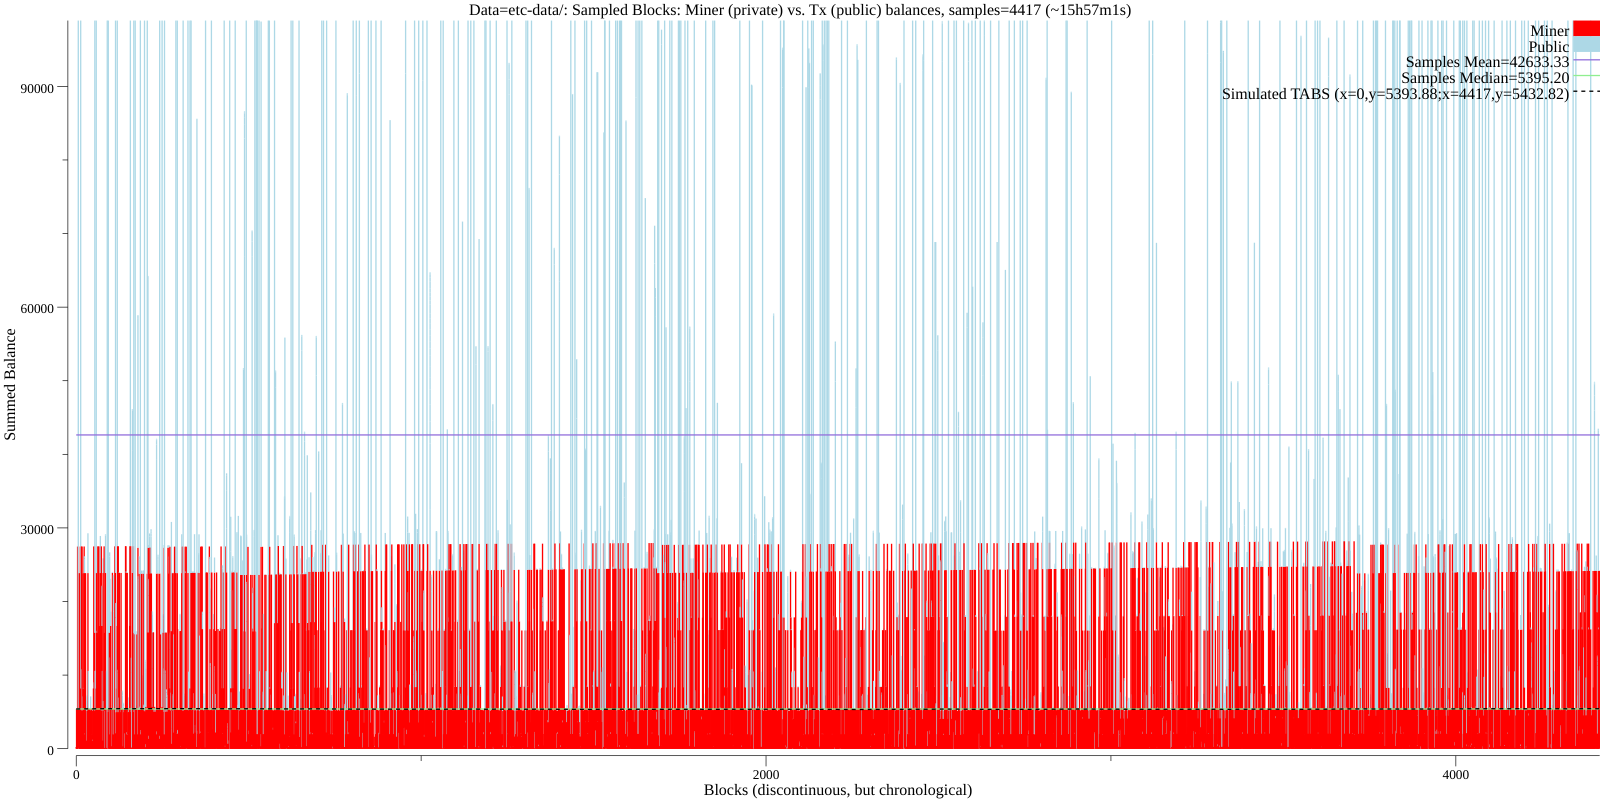 Data=etc-data/: Sampled Blocks: Miner (private) vs. Tx (public) balances, samples=4417 (~15h57m1s)
Miner
Public
Samples Mean=42633.33
Samples Median=5395.20
Simulated TABS (x=0,y=5393.88;x=4417,y=5432.82)
90000
60000
30000
0
Summed Balance
0 2000 4000
Blocks (discontinuous, but chronological)